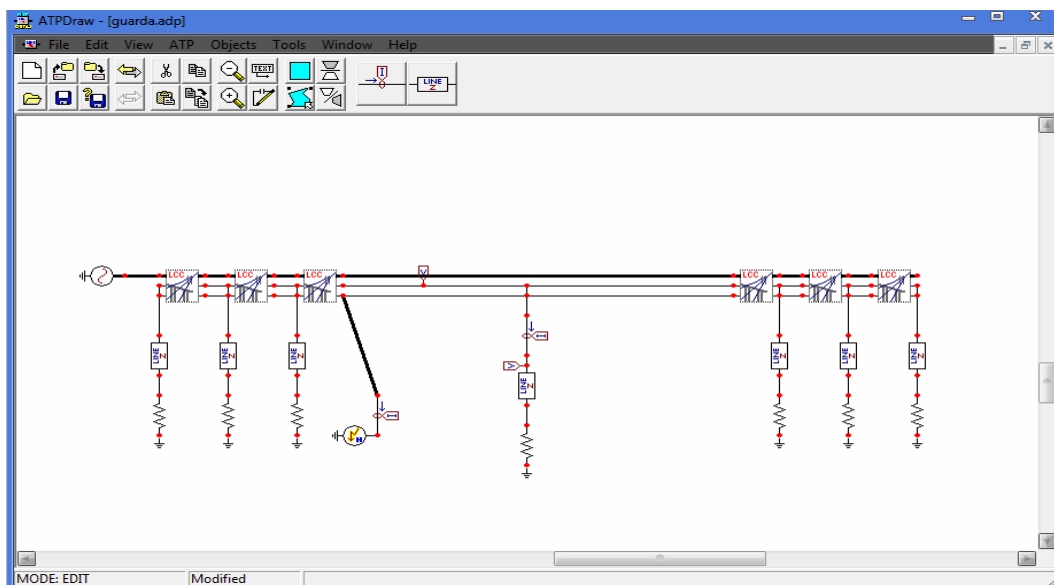 ATPDraw - [guarda.adp]
File Edit View ATP Objects Tools Window Help
TEXT
I
LINE
Z
LCC LCC LCC V LCC LCC LCC
I
V
LINE Z LINE Z LINE Z LINE Z LINE Z LINE Z LINE Z
I
H
MODE: EDIT Modified